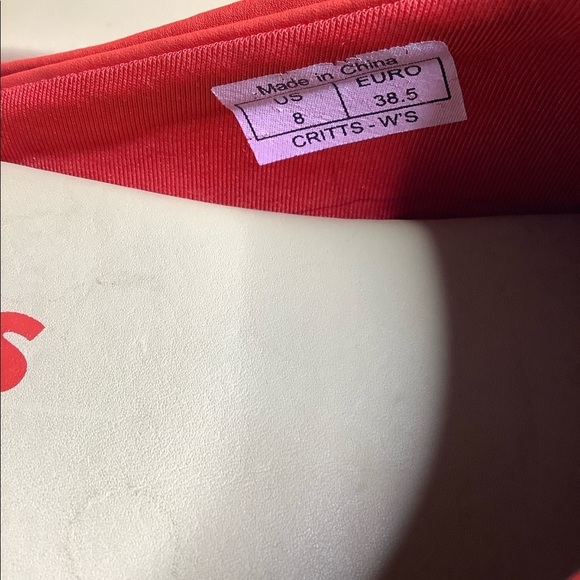 Made in China
US EURO
8 38.5
CRITTS - W'S
s